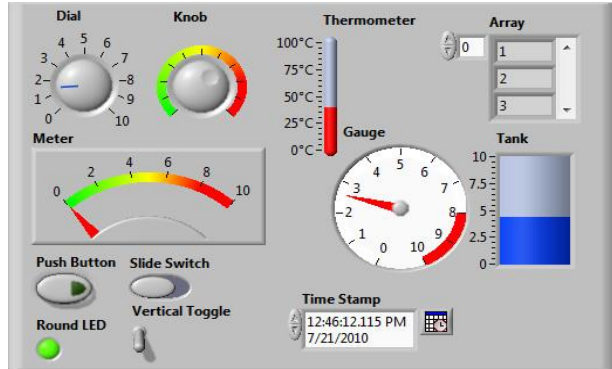 Dial
Knob
Thermometer
Array
0 1 2 3 4 5 6 7 8 9 10
100°C
75°C
50°C
25°C
0°C
0
1
2
3
Meter
0 2 4 6 8 10
Gauge
0 1 2 3 4 5 6 7 8 9 10
Tank
10
7.5
5
2.5
0
Push Button
Slide Switch
Round LED
Vertical Toggle
Time Stamp
12:46:12.115 PM
7/21/2010